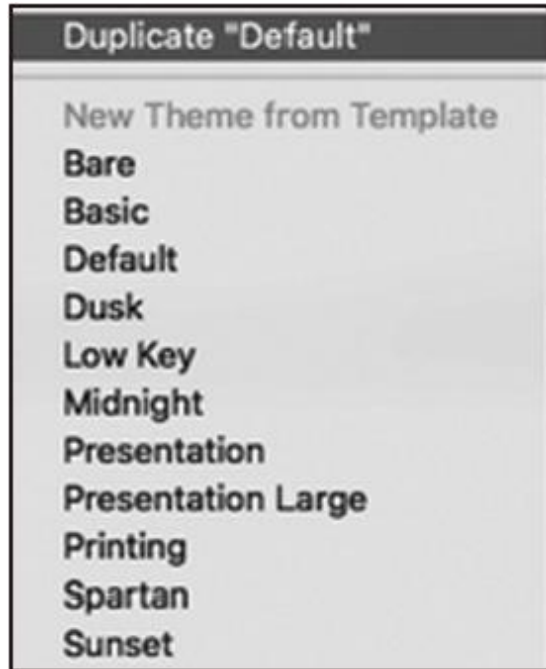 Duplicate "Default"
New Theme from Template
Bare
Basic
Default
Dusk
Low Key
Midnight
Presentation
Presentation Large
Printing
Spartan
Sunset